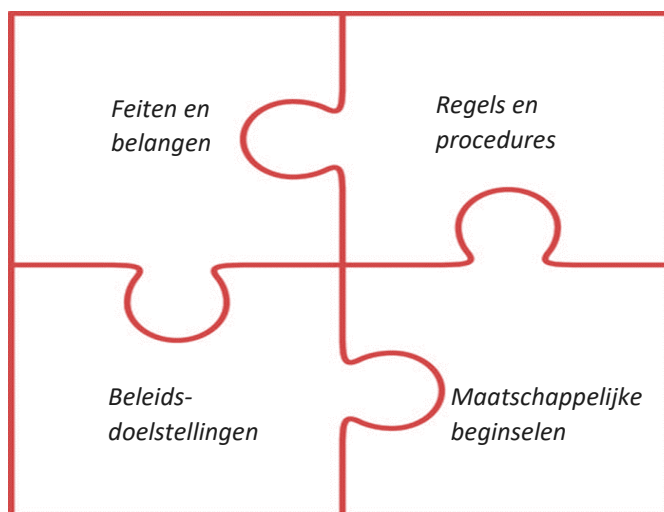 Feiten en
belangen
Regels en
procedures
Beleids-
doelstellingen
Maatschappelijke
beginselen